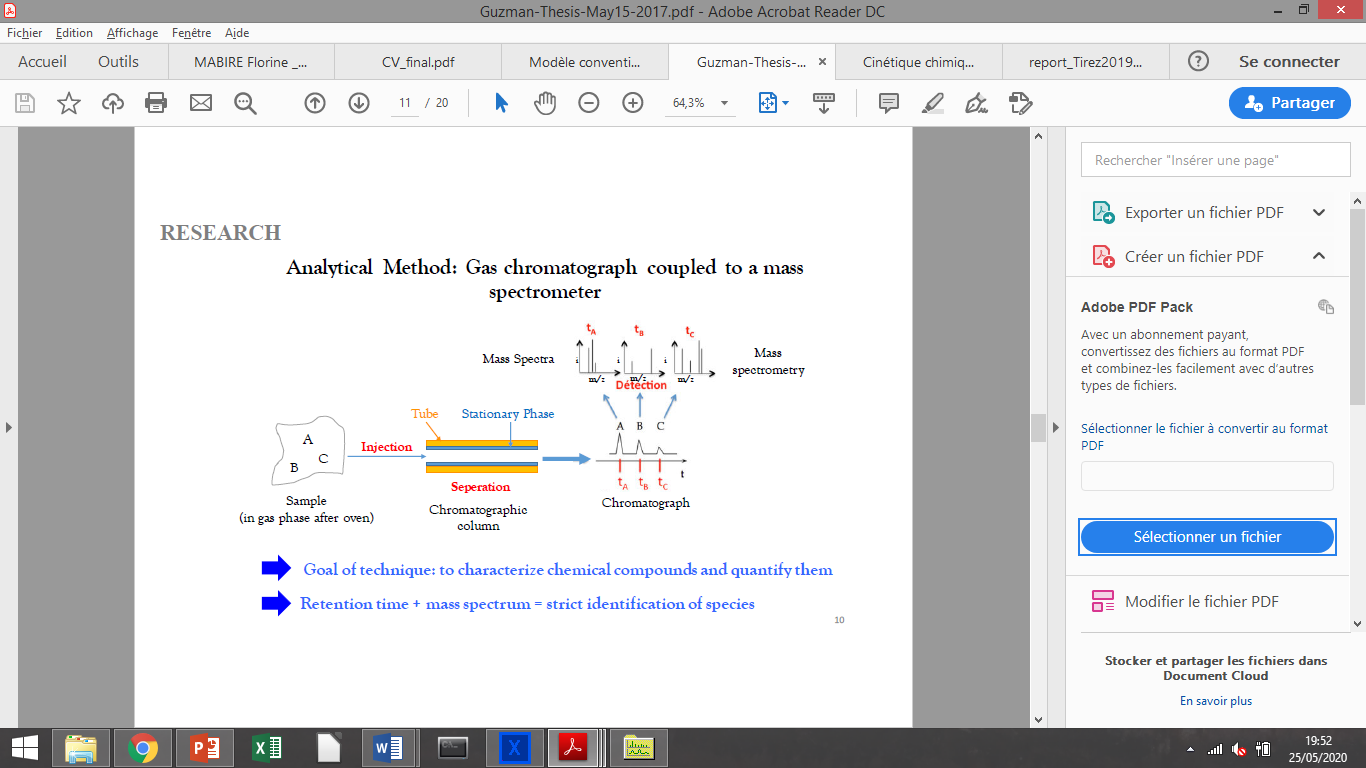 Guzman-Thesis-May15-2017.pdf - Adobe Acrobat Reader DC
Fichier Edition Affichage Fenêtre Aide
Accueil Outils MABIRE Florine _... CV_final.pdf Modèle conventi... Guzman-Thesis-... × Cinétique chimiq... report_Tirez2019... ? Se connecter
11 / 20 64,3% Partager
RESEARCH
Analytical Method: Gas chromatograph coupled to a mass
spectrometer
tA tB tC
Mass Spectra
i i i
m/z m/z m/z
Mass
spectrometry
Détection
Tube Stationary Phase
A B C
A
B C
Injection
t
tA tB tC
Seperation
Sample
(in gas phase after oven)
Chromatographic
column
Chromatograph
Goal of technique: to characterize chemical compounds and quantify them
Retention time + mass spectrum = strict identification of species
10
Rechercher "Insérer une page"
Exporter un fichier PDF
Créer un fichier PDF
Adobe PDF Pack
Avec un abonnement payant,
convertissez des fichiers au format PDF
et combinez-les facilement avec d'autres
types de fichiers.
Sélectionner le fichier à convertir au format
PDF
Sélectionner un fichier
Modifier le fichier PDF
Stocker et partager les fichiers dans
Document Cloud
En savoir plus
19:52
25/05/2020